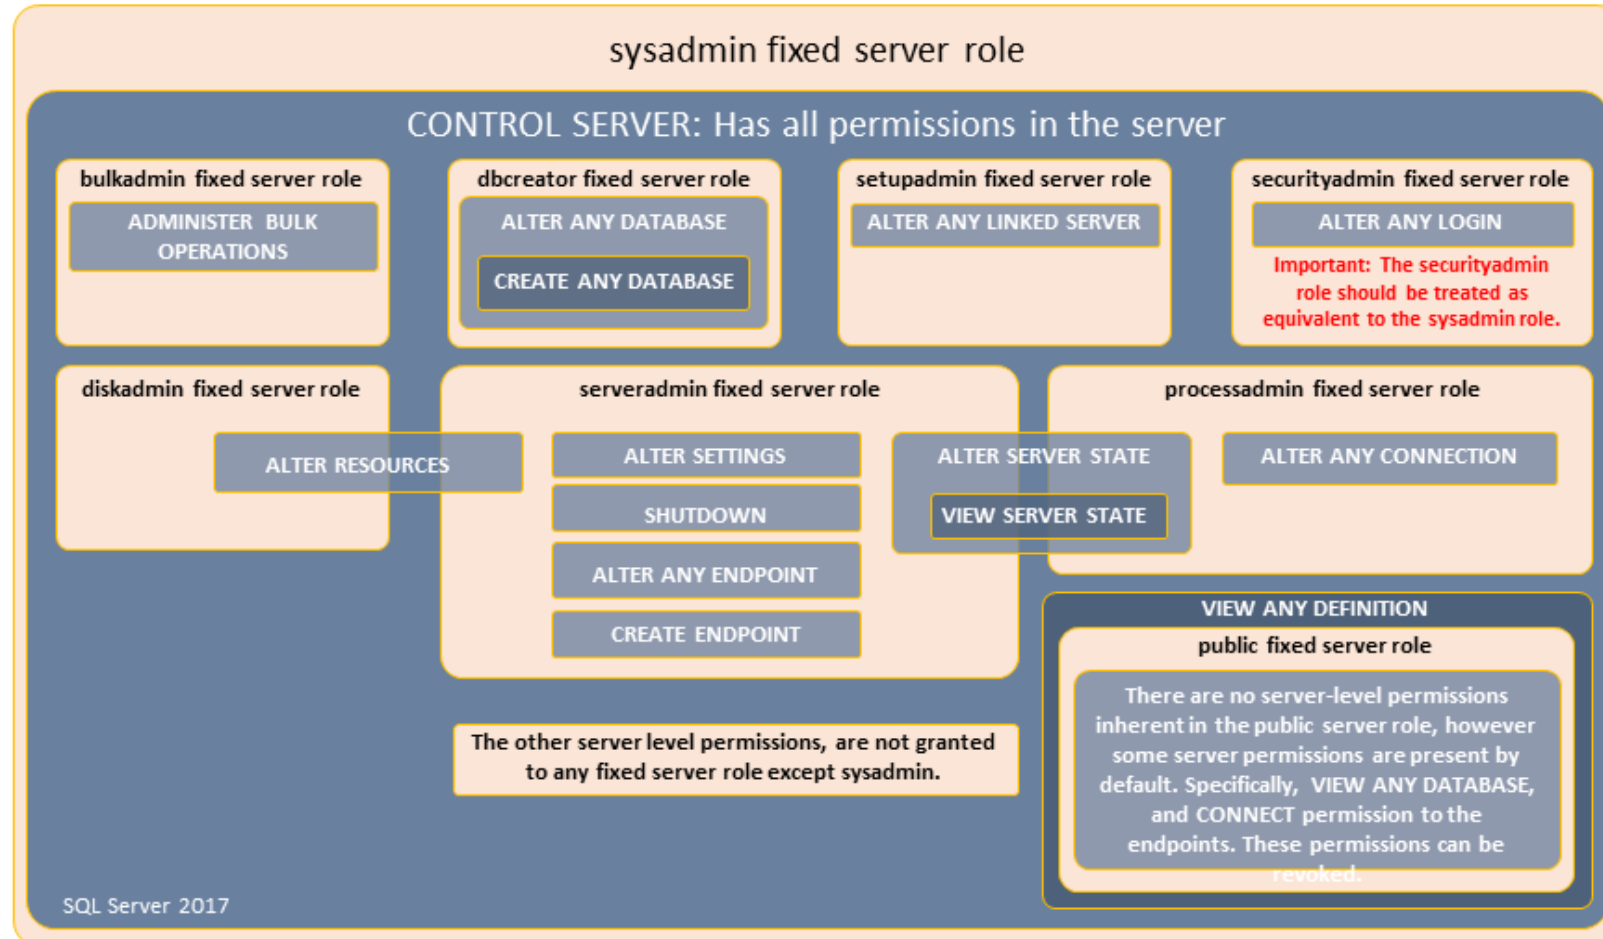 sysadmin fixed server role
CONTROL SERVER: Has all permissions in the server
bulkadmin fixed server role
ADMINISTER BULK
OPERATIONS
dbcreator fixed server role
ALTER ANY DATABASE
CREATE ANY DATABASE
setupadmin fixed server role
ALTER ANY LINKED SERVER
securityadmin fixed server role
ALTER ANY LOGIN
Important: The securityadmin
role should be treated as
equivalent to the sysadmin role.
diskadmin fixed server role
ALTER RESOURCES
serveradmin fixed server role
ALTER SETTINGS
SHUTDOWN
ALTER ANY ENDPOINT
CREATE ENDPOINT
ALTER SERVER STATE
VIEW SERVER STATE
processadmin fixed server role
ALTER ANY CONNECTION
VIEW ANY DEFINITION
public fixed server role
There are no server-level permissions
inherent in the public server role, however
some server permissions are present by
default. Specifically, VIEW ANY DATABASE,
and CONNECT permission to the
endpoints. These permissions can be
revoked.
The other server level permissions, are not granted
to any fixed server role except sysadmin.
SQL Server 2017